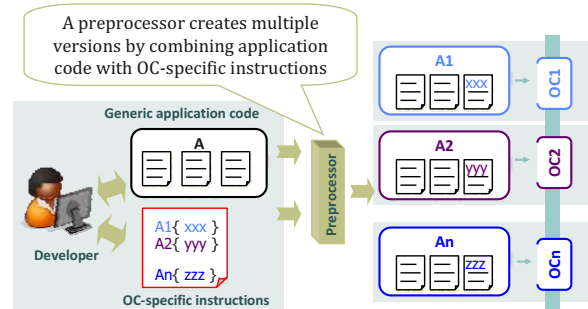 A preprocessor creates multiple
versions by combining application
code with OC-specific instructions
Generic application code
A
Developer
A1{ xxx }
A2{ yyy }
An{ zzz }
OC-specific instructions
Preprocessor
A1
xxx
OC1
A2
yyy
OC2
An
zzz
OCn